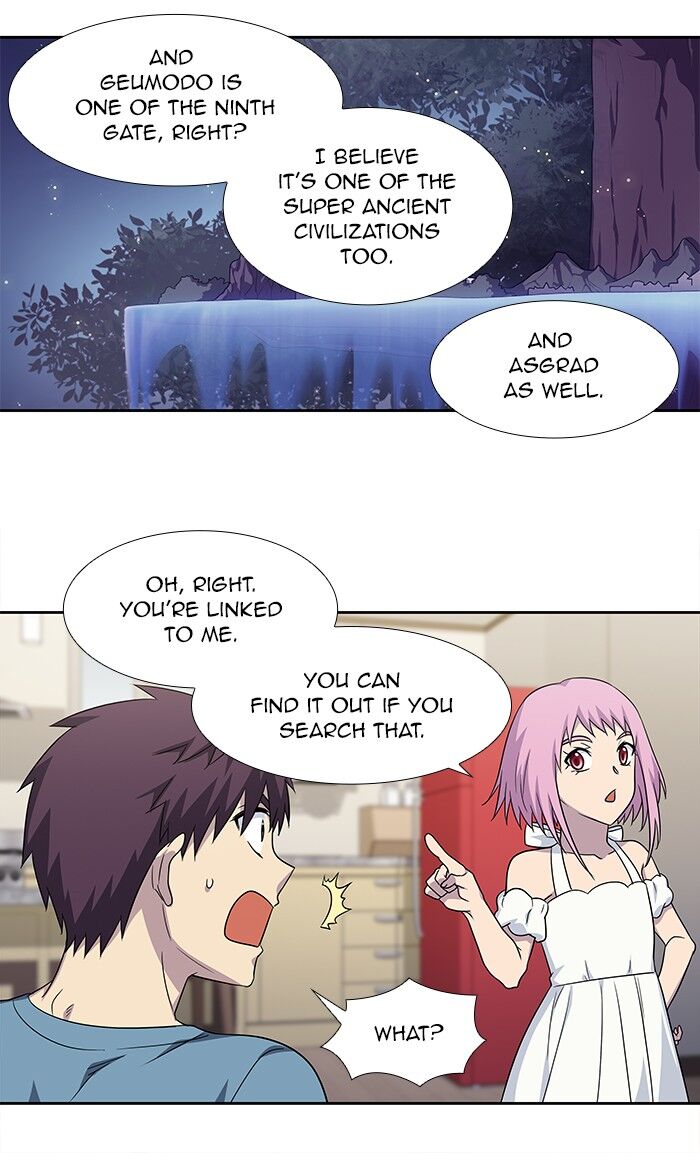 AND
GEUMODO IS
ONE OF THE NINTH
GATE, RIGHT?
I BELIEVE
IT'S ONE OF THE
SUPER ANCIENT
CIVILIZATIONS
TOO.
AND
ASGRAD
AS WELL.
OH, RIGHT.
YOU'RE LINKED
TO ME.
YOU CAN
FIND IT OUT IF YOU
SEARCH THAT.
WHAT?